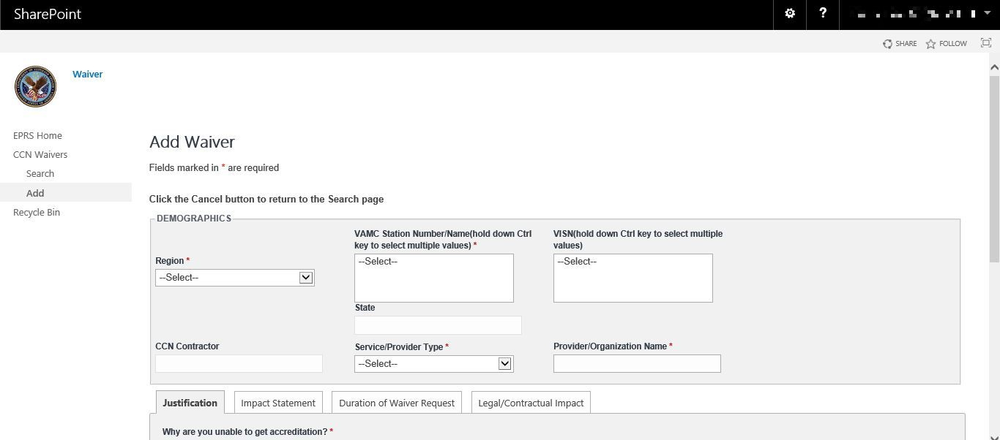 SharePoint
?
SHARE
FOLLOW
Waiver
EPRS Home
CCN Waivers
Search
Add
Recycle Bin
Add Waiver
Fields marked in * are required
Click the Cancel button to return to the Search page
DEMOGRAPHICS
Region *
--Select--
VAMC Station Number/Name(hold down Ctrl
key to select multiple values) *
--Select--
VISN(hold down Ctrl key to select multiple
values)
--Select--
State
CCN Contractor
Service/Provider Type *
--Select--
Provider/Organization Name *
Justification
Impact Statement
Duration of Waiver Request
Legal/Contractual Impact
Why are you unable to get accreditation? *